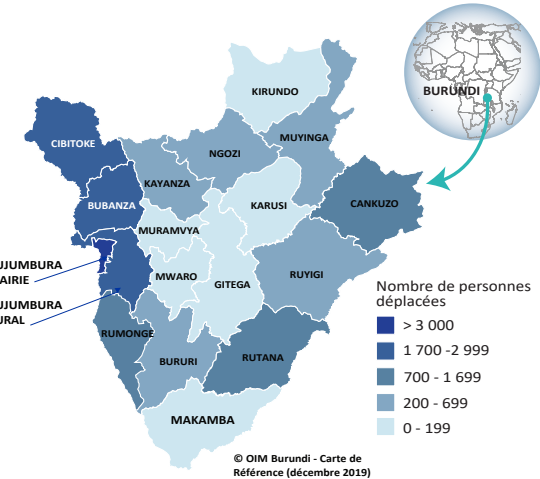 KIRUNDO
BURUNDI
CIBITOKE
NGOZI
MUYINGA
KAYANZA
BUBANZA
KARUSI
CANKUZO
MURAMVYA
UJUMBURA
AIRIE
MWARO
GITEGA
RUYIGI
UJUMBURA
URAL
RUMONGE
BURURI
RUTANA
MAKAMBA
Nombre de personnes
déplacées
> 3 000
1 700 -2 999
700 - 1 699
200 - 699
0 - 199
© OIM Burundi - Carte de
Référence (décembre 2019)